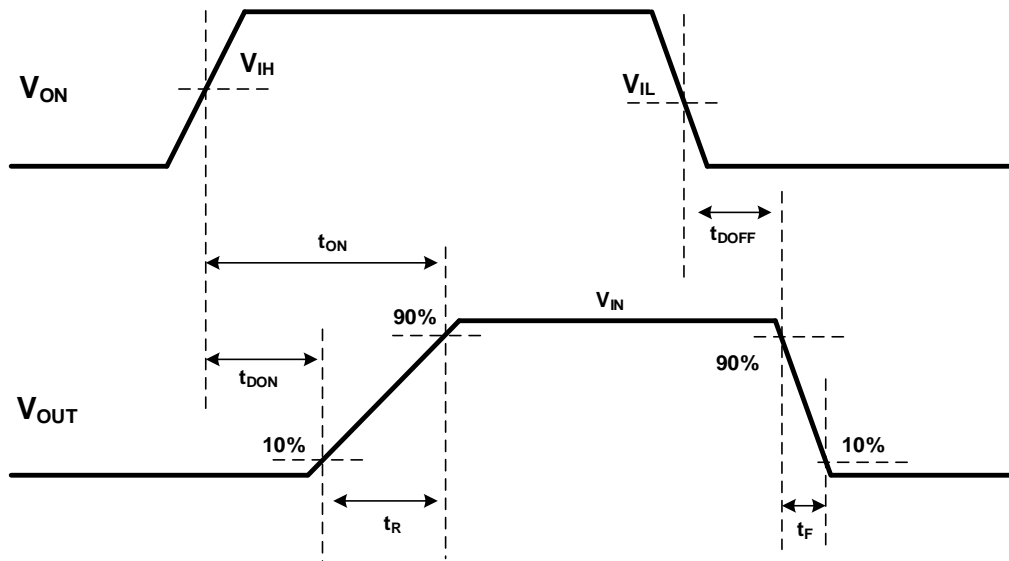 VIH
VON
VIL
tDOFF
tON
VIN
90%
90%
tDON
VOUT
10%
10%
tR
tF